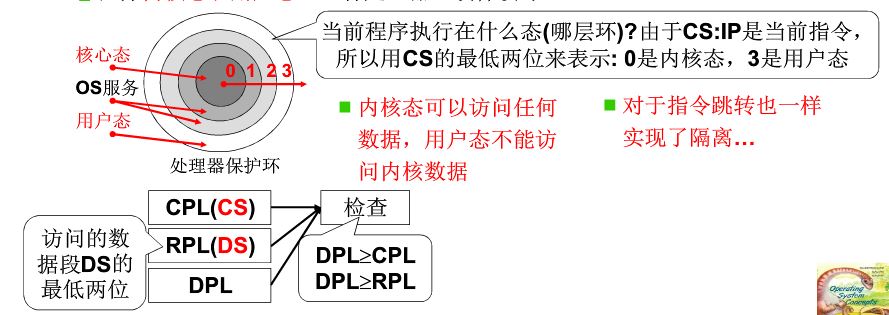 当前程序执行在什么态(哪层环)?由于CS:IP是当前指令，
所以用CS的最低两位来表示: 0是内核态，3是用户态
核心态
OS服务
用户态
0 1 2 3
处理器保护环
内核态可以访问任何
数据，用户态不能访
问内核数据
对于指令跳转也一样
实现了隔离…
访问的数
据段DS的
最低两位
CPL(CS)
RPL(DS)
DPL
检查
DPL≥CPL
DPL≥RPL
Operating
System
Concepts